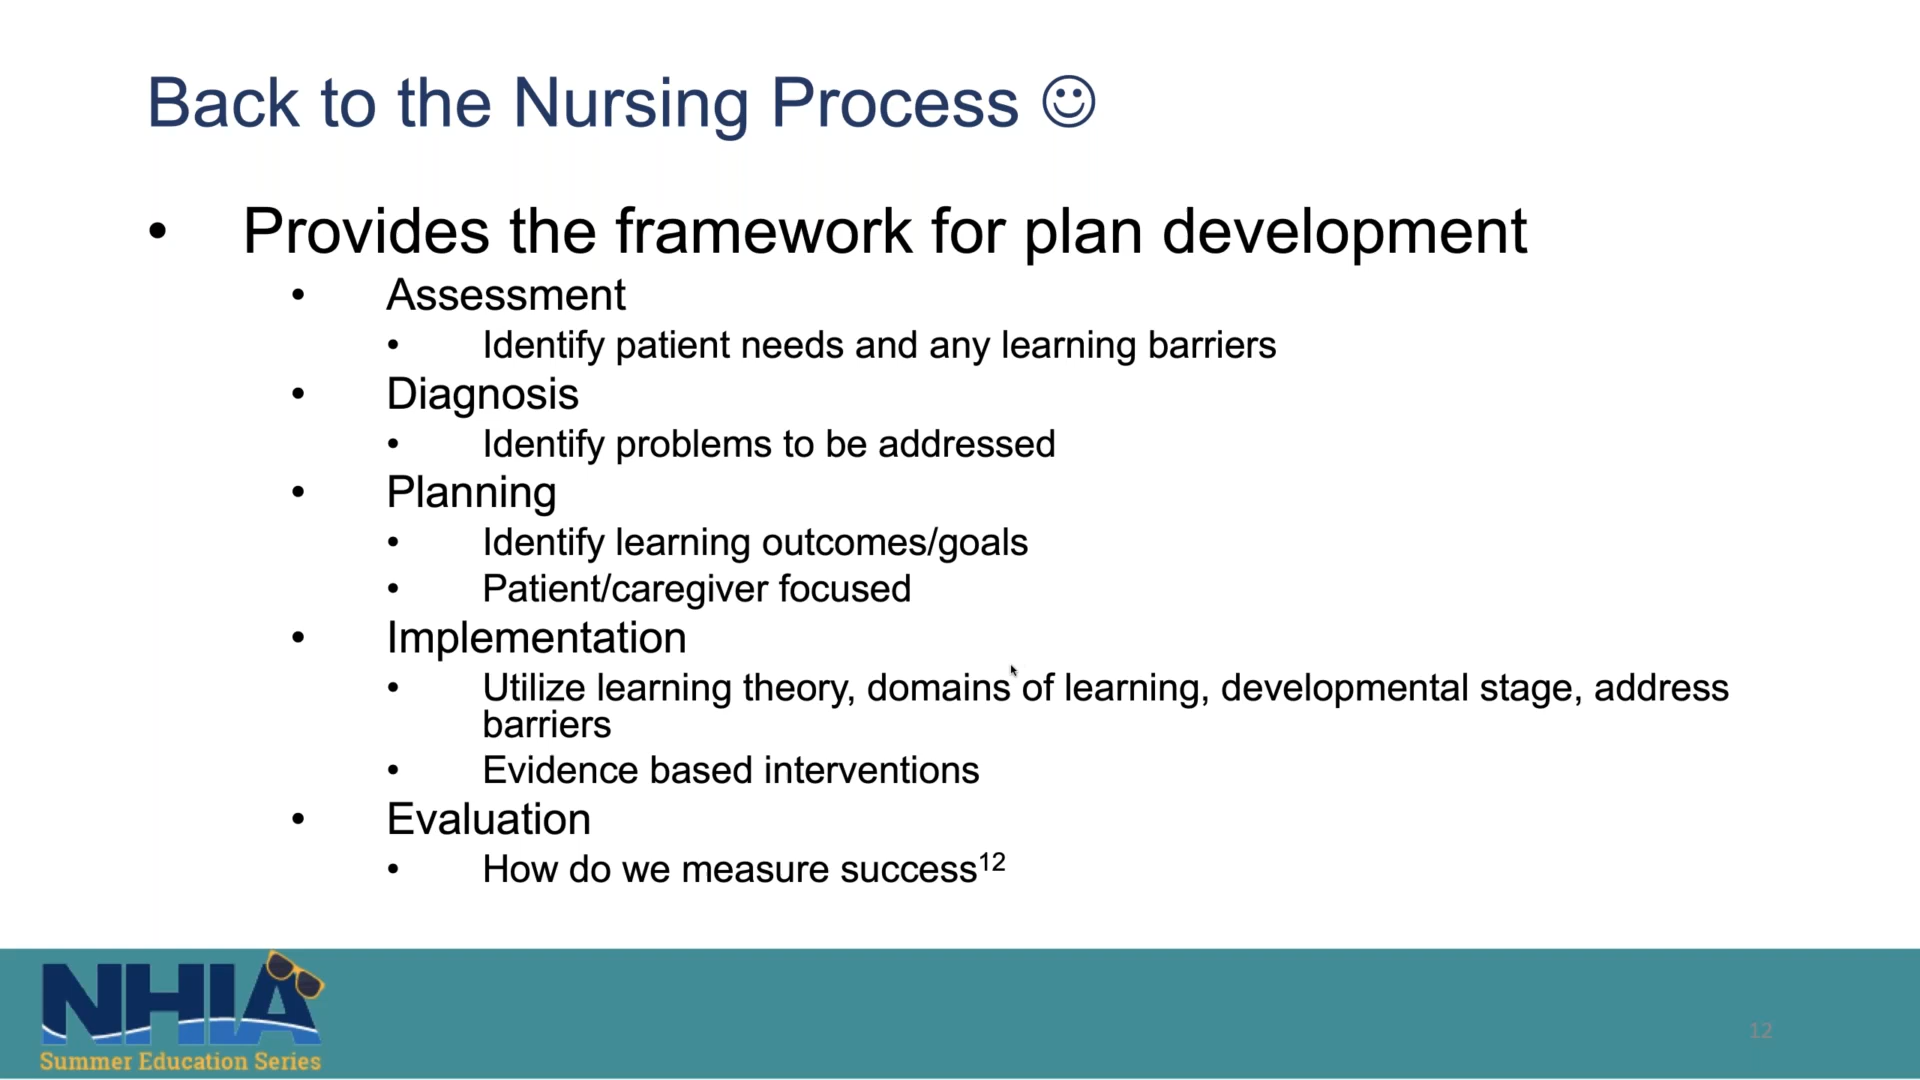 Back to the Nursing Process ☺
• Provides the framework for plan development
• Assessment
• Identify patient needs and any learning barriers
• Diagnosis
• Identify problems to be addressed
• Planning
• Identify learning outcomes/goals
• Patient/caregiver focused
• Implementation
• Utilize learning theory, domains of learning, developmental stage, address
barriers
• Evidence based interventions
• Evaluation
• How do we measure success¹²
NHIA
Summer Education Series
12